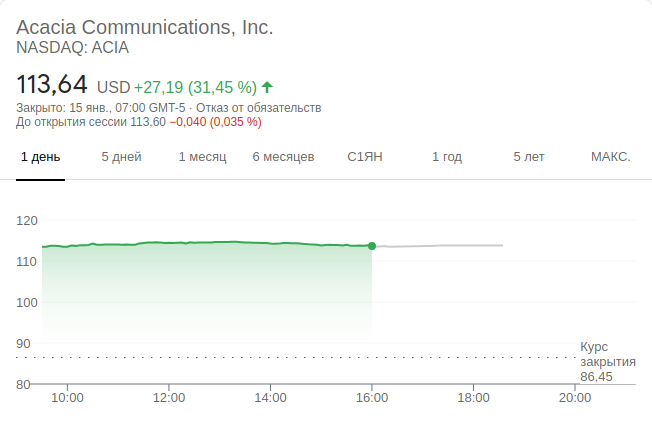 Acacia Communications, Inc.
NASDAQ: ACIA
113,64 USD +27,19 (31,45 %)
Закрыто: 15 янв., 07:00 GMT-5 · Отказ от обязательств
До открытия сессии 113,60 −0,040 (0,035 %)
1 день 5 дней 1 месяц 6 месяцев С1ЯН 1 год 5 лет МАКС.
120
110
100
90
Курс
закрытия
86,45
80
10:00 12:00 14:00 16:00 18:00 20:00